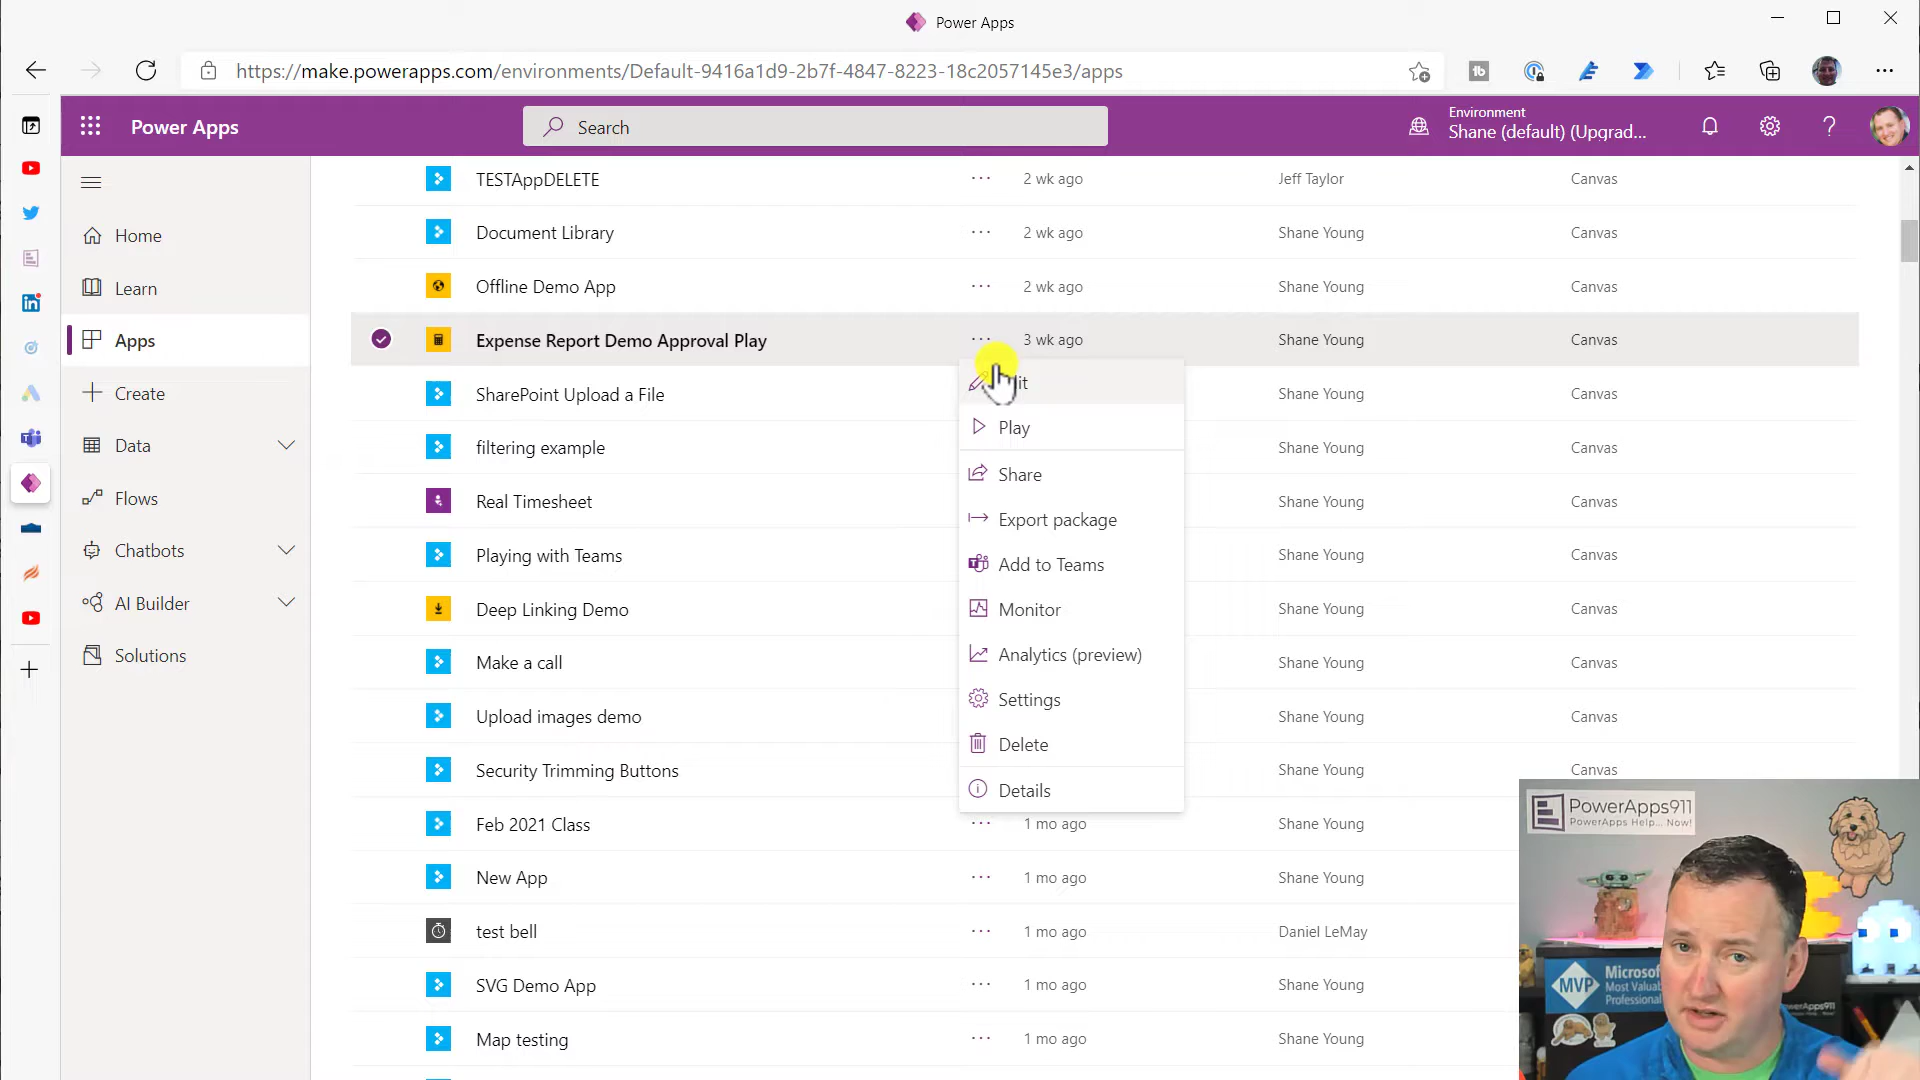 Power Apps
https://make.powerapps.com/environments/Default-9416a1d9-2b7f-4847-8223-18c2057145e3/apps
Power Apps
Search
Environment
Shane (default) (Upgrad...
Home
Learn
Apps
Create
Data
Flows
Chatbots
AI Builder
Solutions
TESTAppDELETE ... 2 wk ago Jeff Taylor Canvas
Document Library ... 2 wk ago Shane Young Canvas
Offline Demo App ... 2 wk ago Shane Young Canvas
Expense Report Demo Approval Play ... 3 wk ago Shane Young Canvas
SharePoint Upload a File Shane Young Canvas
filtering example Shane Young Canvas
Real Timesheet Shane Young Canvas
Playing with Teams Shane Young Canvas
Deep Linking Demo Shane Young Canvas
Make a call Shane Young Canvas
Upload images demo Shane Young Canvas
Security Trimming Buttons Shane Young Canvas
Feb 2021 Class ... 1 mo ago Shane Young
New App ... 1 mo ago Shane Young
test bell ... 1 mo ago Daniel LeMay
SVG Demo App ... 1 mo ago Shane Young
Map testing ... 1 mo ago Shane Young
Play
Share
Export package
Add to Teams
Monitor
Analytics (preview)
Settings
Delete
Details
PowerApps911
PowerApps Help... Now!
MVP
Microsof
Most Valuab
Professional
PowerApps911